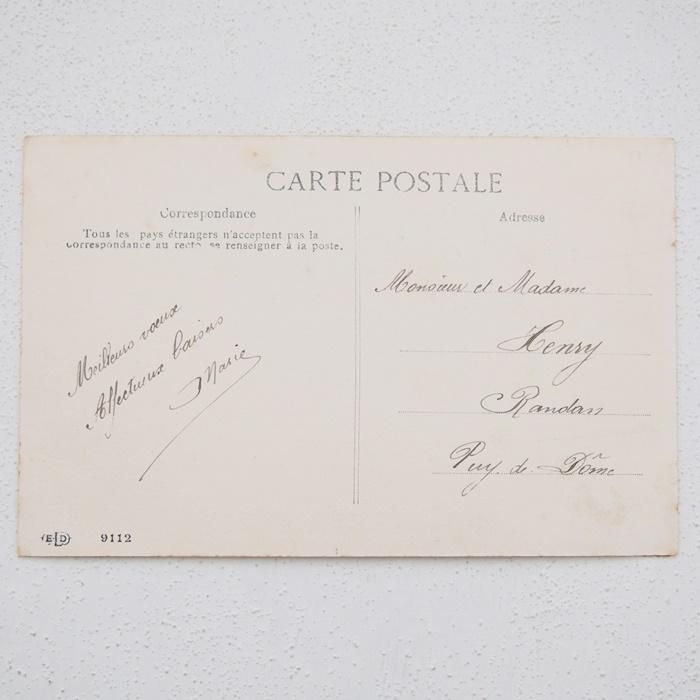 CARTE POSTALE
Correspondance
Tous les pays étrangers n'acceptent pas la
correspondance au recto se renseigner à la poste.
Meilleurs vœux
Affectueux baisers
Marie
Adresse
Monsieur et Madame
Henry
Randan
Puy-de-Dôme
ELD
9112